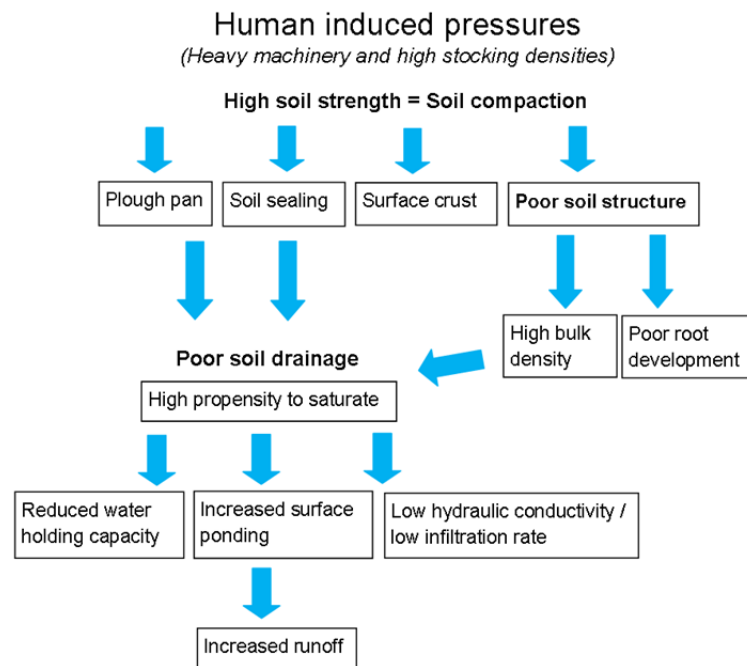 Human induced pressures
(Heavy machinery and high stocking densities)
High soil strength = Soil compaction
Plough pan
Soil sealing
Surface crust
Poor soil structure
High bulk
density
Poor root
development
Poor soil drainage
High propensity to saturate
Reduced water
holding capacity
Increased surface
ponding
Low hydraulic conductivity /
low infiltration rate
Increased runoff